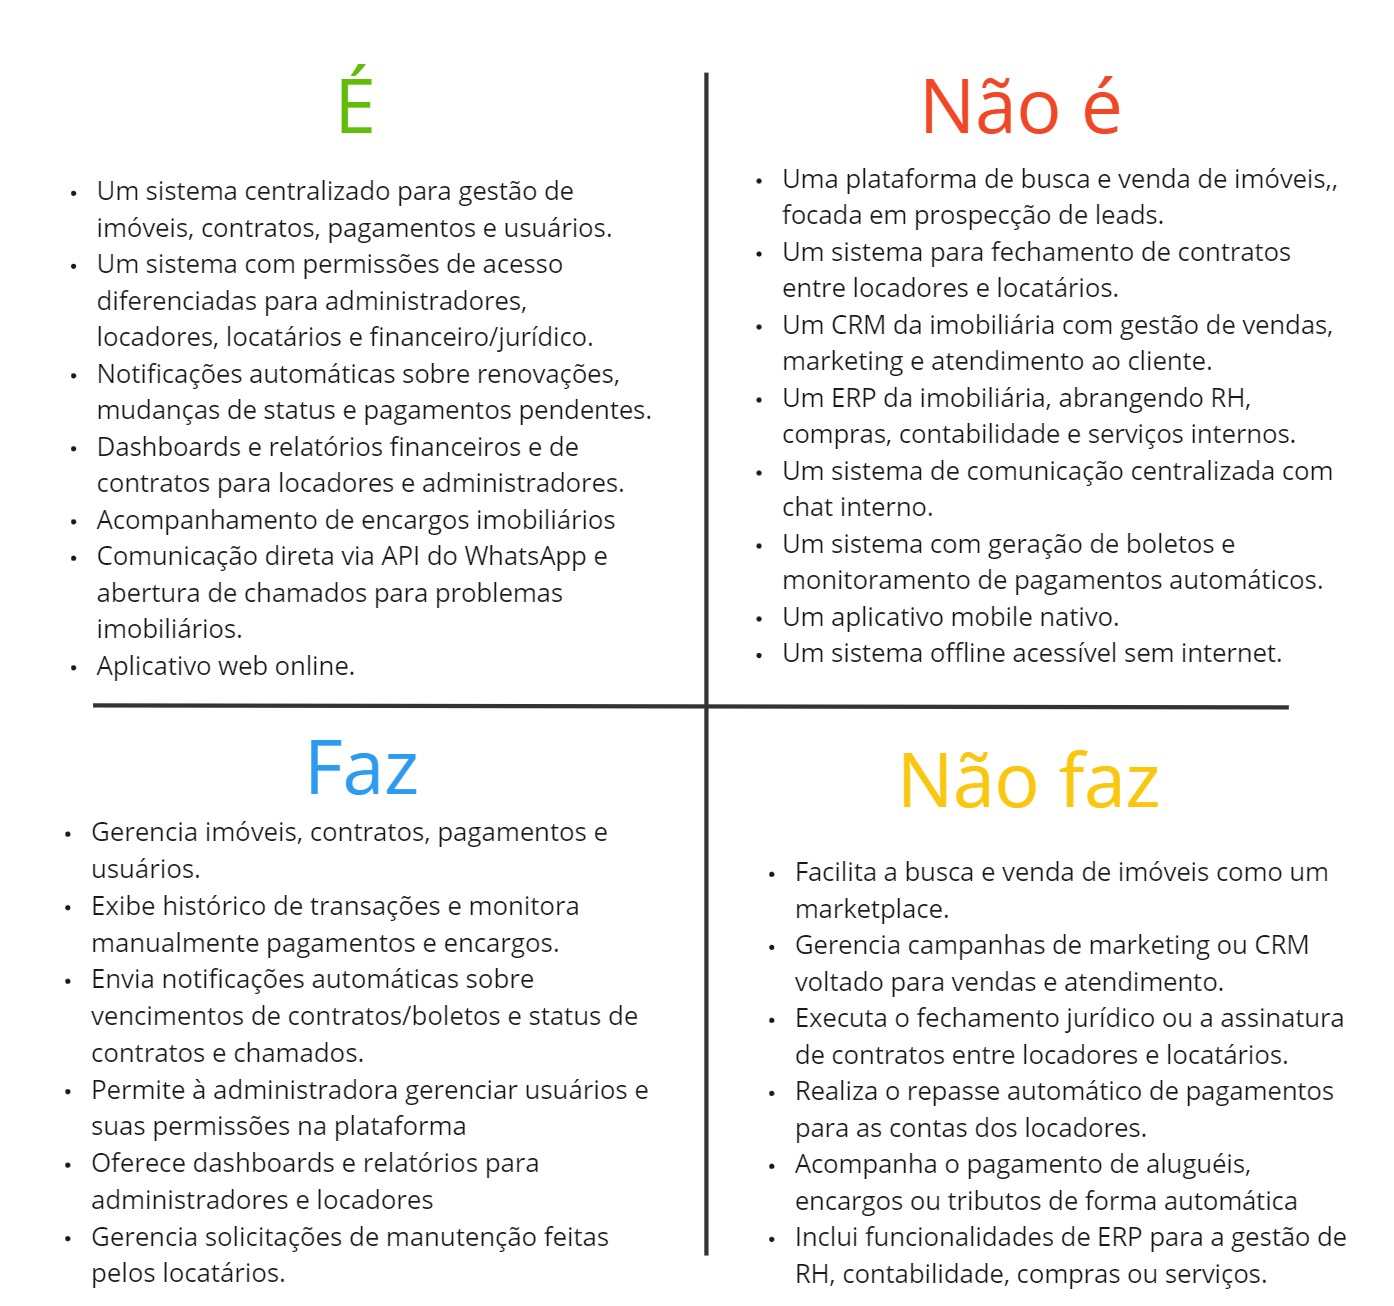 É
• Um sistema centralizado para gestão de
imóveis, contratos, pagamentos e usuários.
• Um sistema com permissões de acesso
diferenciadas para administradores,
locadores, locatários e financeiro/jurídico.
• Notificações automáticas sobre renovações,
mudanças de status e pagamentos pendentes.
• Dashboards e relatórios financeiros e de
contratos para locadores e administradores.
• Acompanhamento de encargos imobiliários
• Comunicação direta via API do WhatsApp e
abertura de chamados para problemas
imobiliários.
• Aplicativo web online.
Não é
• Uma plataforma de busca e venda de imóveis,,
focada em prospecção de leads.
• Um sistema para fechamento de contratos
entre locadores e locatários.
• Um CRM da imobiliária com gestão de vendas,
marketing e atendimento ao cliente.
• Um ERP da imobiliária, abrangendo RH,
compras, contabilidade e serviços internos.
• Um sistema de comunicação centralizada com
chat interno.
• Um sistema com geração de boletos e
monitoramento de pagamentos automáticos.
• Um aplicativo mobile nativo.
• Um sistema offline acessível sem internet.
Faz
• Gerencia imóveis, contratos, pagamentos e
usuários.
• Exibe histórico de transações e monitora
manualmente pagamentos e encargos.
• Envia notificações automáticas sobre
vencimentos de contratos/boletos e status de
contratos e chamados.
• Permite à administradora gerenciar usuários e
suas permissões na plataforma
• Oferece dashboards e relatórios para
administradores e locadores
• Gerencia solicitações de manutenção feitas
pelos locatários.
Não faz
• Facilita a busca e venda de imóveis como um
marketplace.
• Gerencia campanhas de marketing ou CRM
voltado para vendas e atendimento.
• Executa o fechamento jurídico ou a assinatura
de contratos entre locadores e locatários.
• Realiza o repasse automático de pagamentos
para as contas dos locadores.
• Acompanha o pagamento de aluguéis,
encargos ou tributos de forma automática
• Inclui funcionalidades de ERP para a gestão de
RH, contabilidade, compras ou serviços.